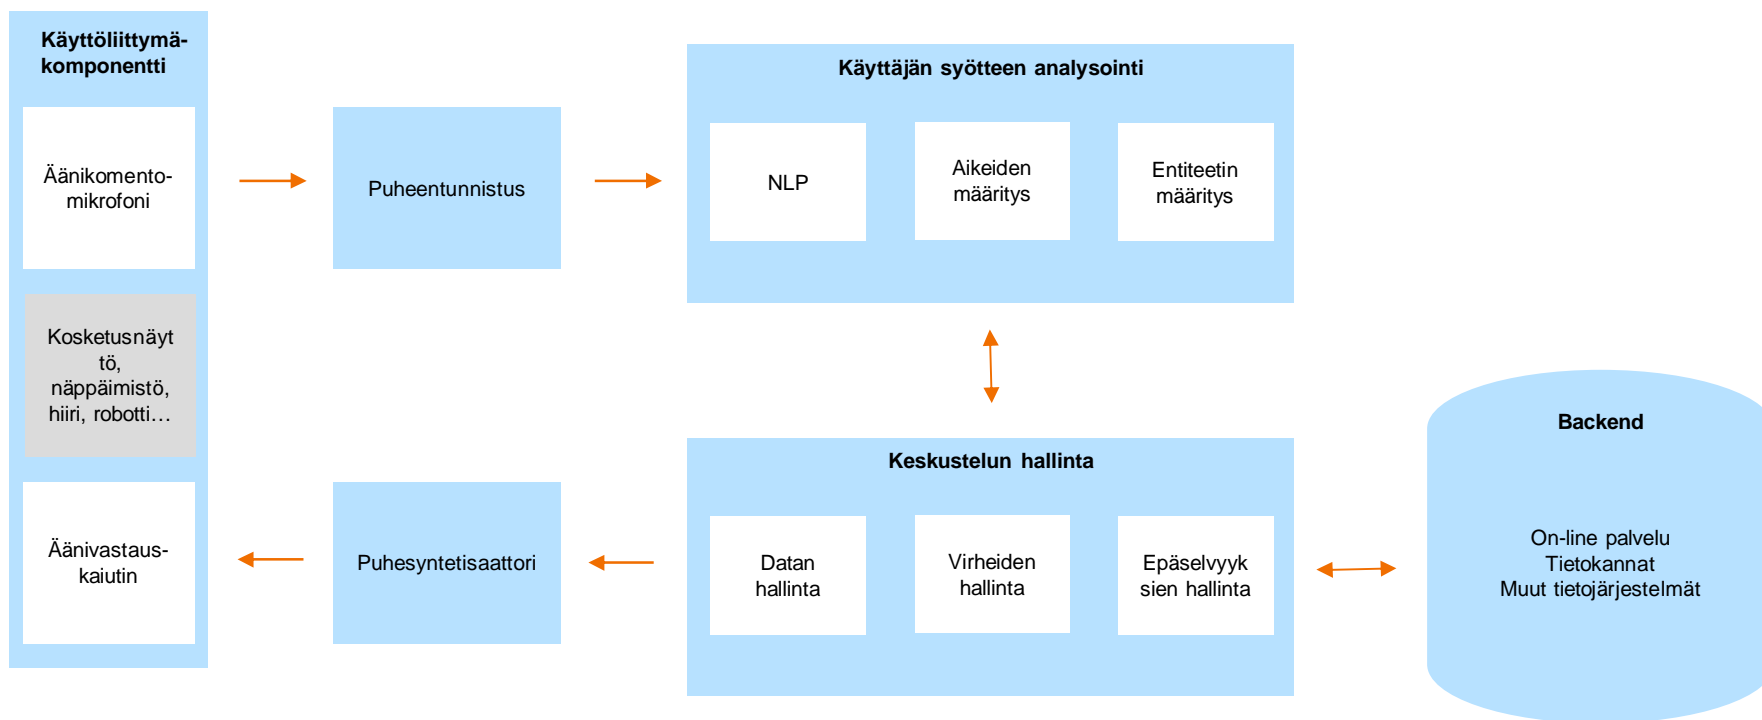 Käyttöliittymä-
komponentti
Äänikomento-
mikrofoni
Kosketusnäyt
tö,
näppäimistö,
hiiri, robotti…
Äänivastaus-
kaiutin
Puheentunnistus
Puhesyntetisaattori
Käyttäjän syötteen analysointi
NLP
Aikeiden
määritys
Entiteetin
määritys
Keskustelun hallinta
Datan
hallinta
Virheiden
hallinta
Epäselvyyk
sien hallinta
Backend
On-line palvelu
Tietokannat
Muut tietojärjestelmät